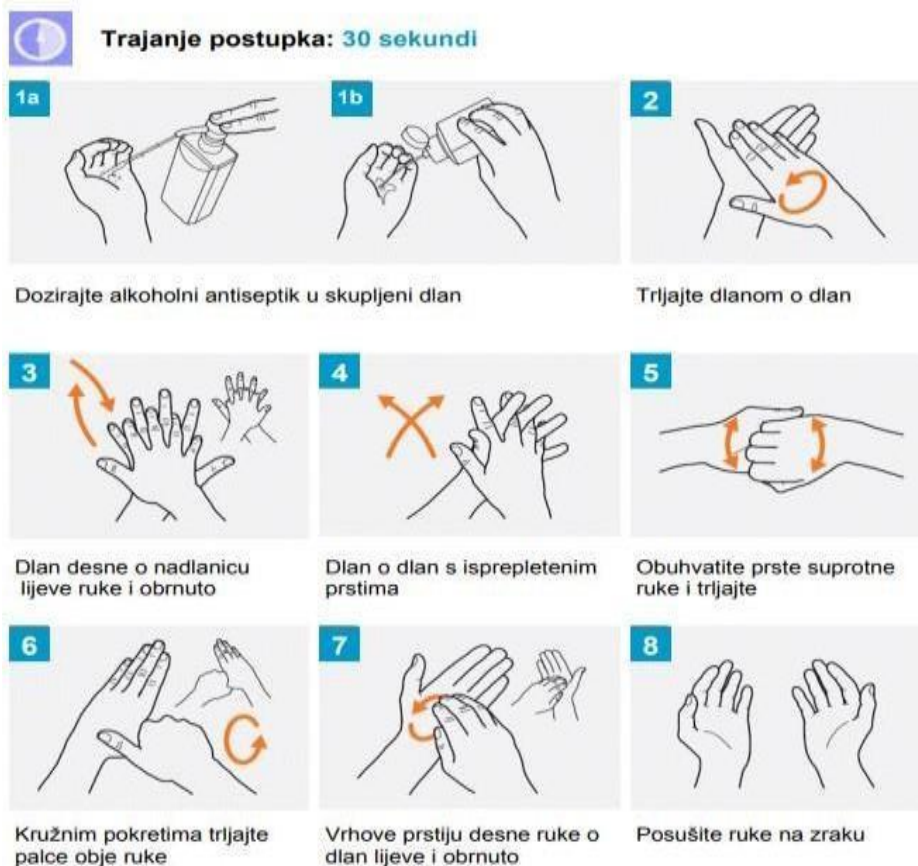 Trajanje postupka: 30 sekundi
1a
1b
2
Dozirajte alkoholni antiseptik u skupljeni dlan
Trljajte dlanom o dlan
3
4
5
Dlan desne o nadlanicu
lijeve ruke i obrnuto
Dlan o dlan s isprepletenim
prstima
Obuhvatite prste suprotne
ruke i trljajte
6
7
8
Kružnim pokretima trljajte
palce obje ruke
Vrhove prstiju desne ruke o
dlan lijeve i obrnuto
Posušite ruke na zraku